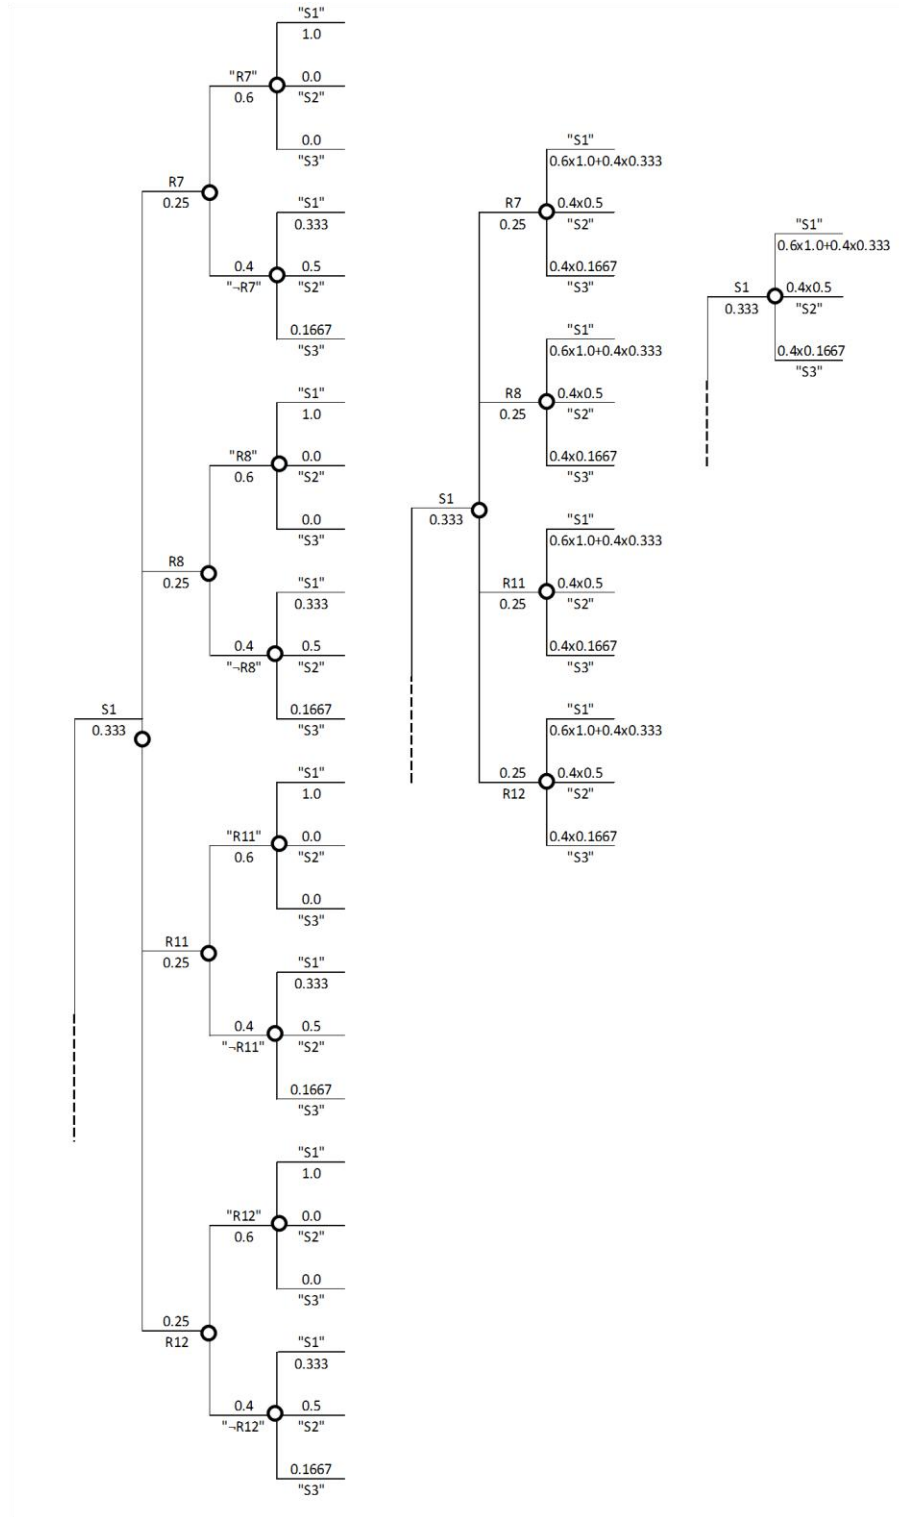 "S1"
1.0
"R7"
0.6
0.0
"S2"
0.0
"S3"
R7
0.25
"S1"
0.333
0.4
"¬R7"
0.5
"S2"
0.1667
"S3"
"S1"
1.0
"R8"
0.6
0.0
"S2"
0.0
"S3"
R8
0.25
"S1"
0.333
0.4
"¬R8"
0.5
"S2"
0.1667
"S3"
S1
0.333
"S1"
1.0
"R11"
0.6
0.0
"S2"
0.0
"S3"
R11
0.25
"S1"
0.333
0.4
"¬R11"
0.5
"S2"
0.1667
"S3"
"S1"
1.0
"R12"
0.6
0.0
"S2"
0.0
"S3"
0.25
R12
"S1"
0.333
0.4
"¬R12"
0.5
"S2"
0.1667
"S3"
"S1"
0.6x1.0+0.4x0.333
R7
0.25
0.4x0.5
"S2"
0.4x0.1667
"S3"
"S1"
0.6x1.0+0.4x0.333
R8
0.25
0.4x0.5
"S2"
0.4x0.1667
"S3"
S1
0.333
"S1"
0.6x1.0+0.4x0.333
R11
0.25
0.4x0.5
"S2"
0.4x0.1667
"S3"
"S1"
0.6x1.0+0.4x0.333
0.25
R12
0.4x0.5
"S2"
0.4x0.1667
"S3"
"S1"
0.6x1.0+0.4x0.333
S1
0.333
0.4x0.5
"S2"
0.4x0.1667
"S3"